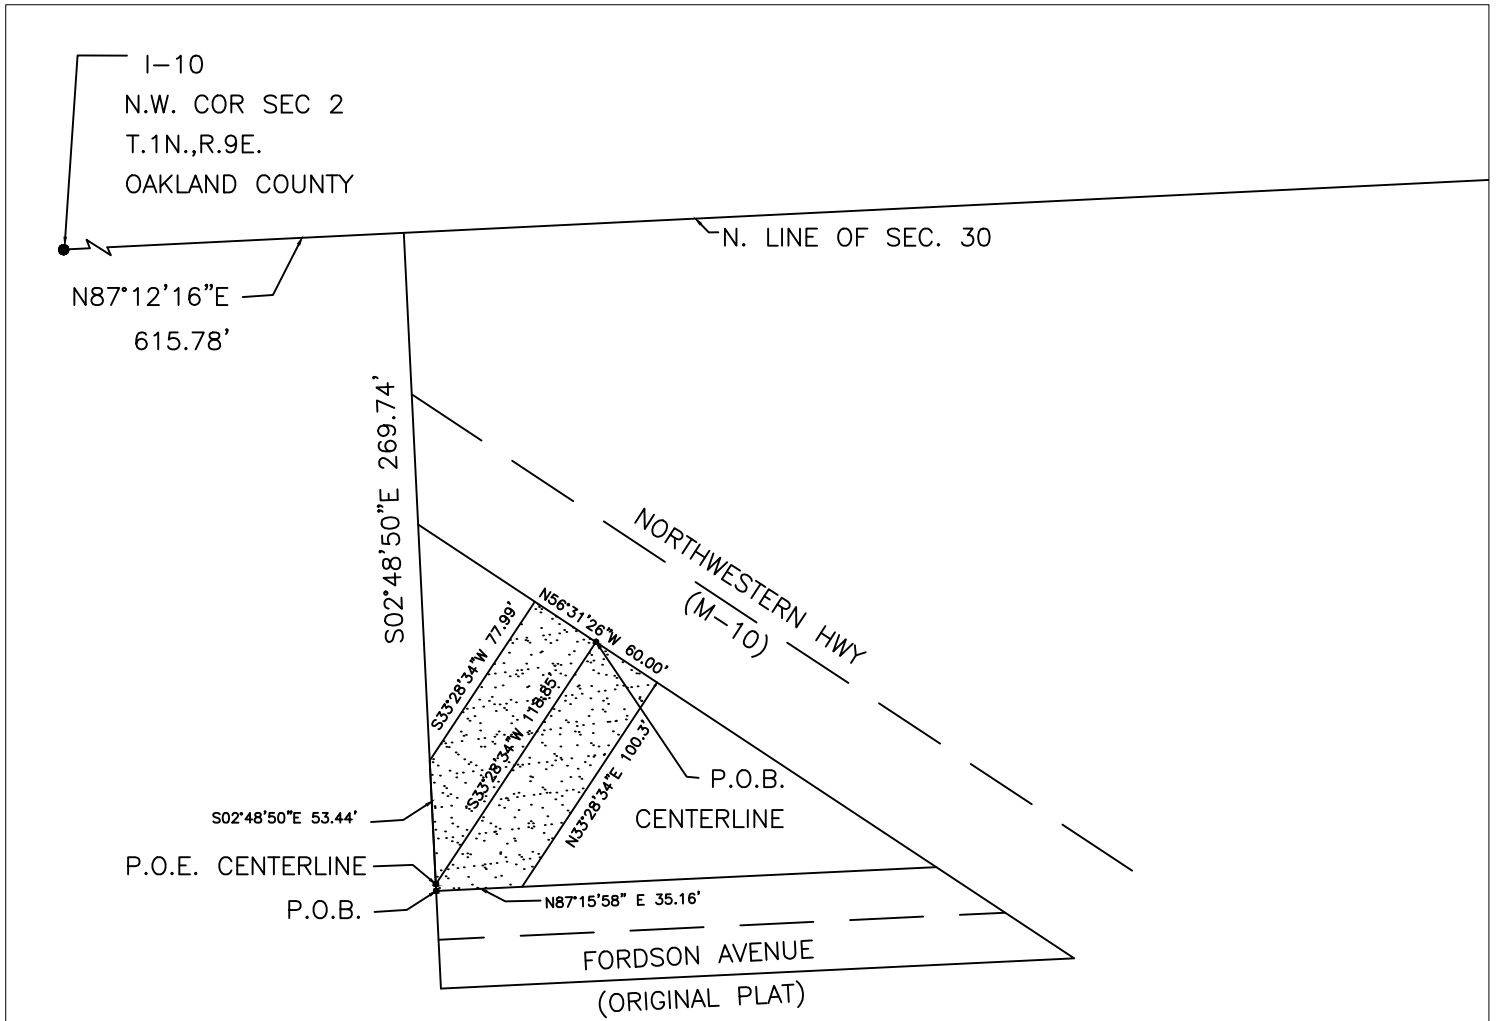 I-10
N.W. COR SEC 2
T.1N.,R.9E.
OAKLAND COUNTY
N. LINE OF SEC. 30
N87°12'16"E
615.78'
S02°48'50"E 269.74'
NORTHWESTERN HWY
(M-10)
N56°31'26"W 60.00'
S33°28'34"W 77.99'
S33°28'34"W 118.85'
N33°28'34"E 100.3'
P.O.B.
CENTERLINE
S02°48'50"E 53.44'
P.O.E. CENTERLINE
P.O.B.
N87°15'58" E 35.16'
FORDSON AVENUE
(ORIGINAL PLAT)